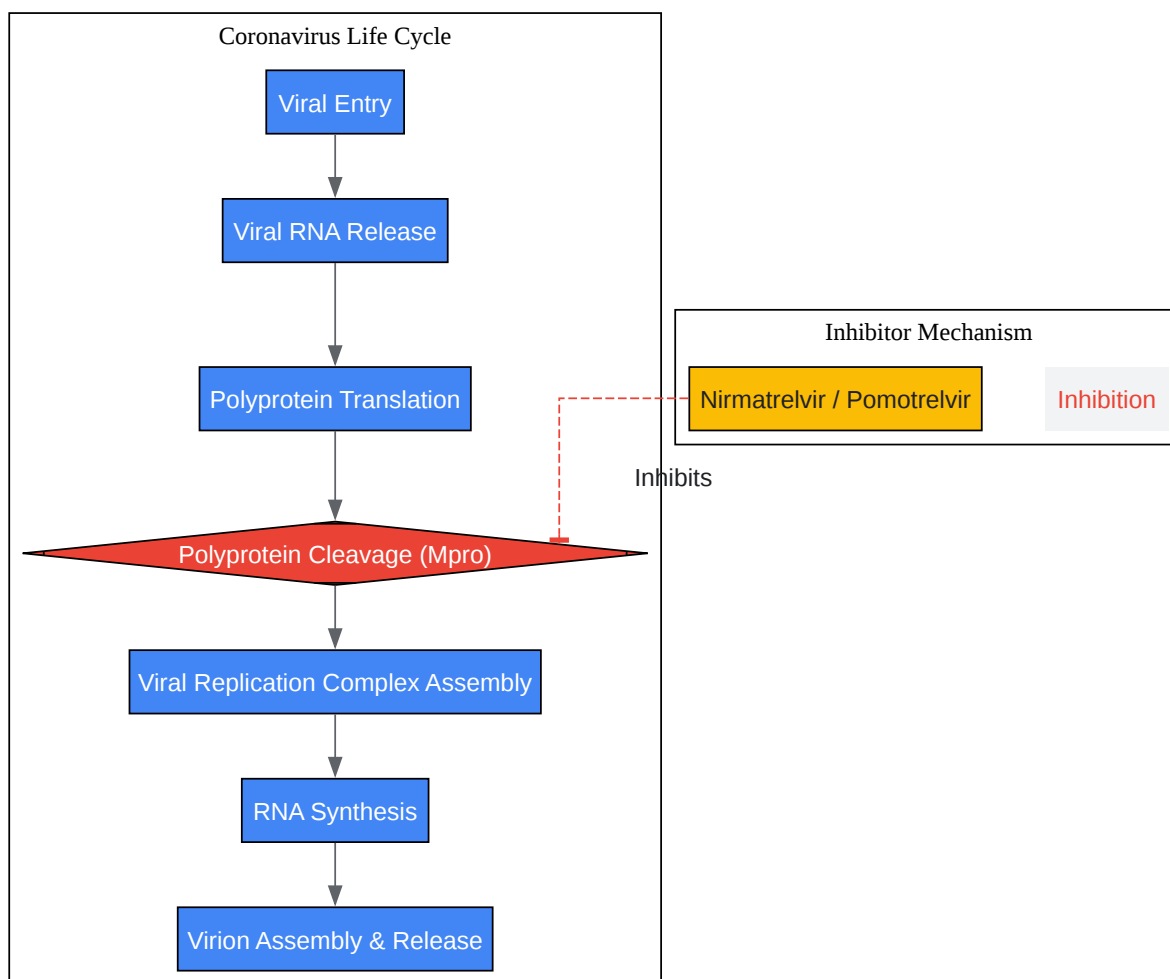 Coronavirus Life Cycle
Viral Entry
Viral RNA Release
Polyprotein Translation
Polyprotein Cleavage (Mpro)
Viral Replication Complex Assembly
RNA Synthesis
Virion Assembly & Release
Inhibitor Mechanism
Nirmatrelvir / Pomotrelvir
Inhibition
Inhibits